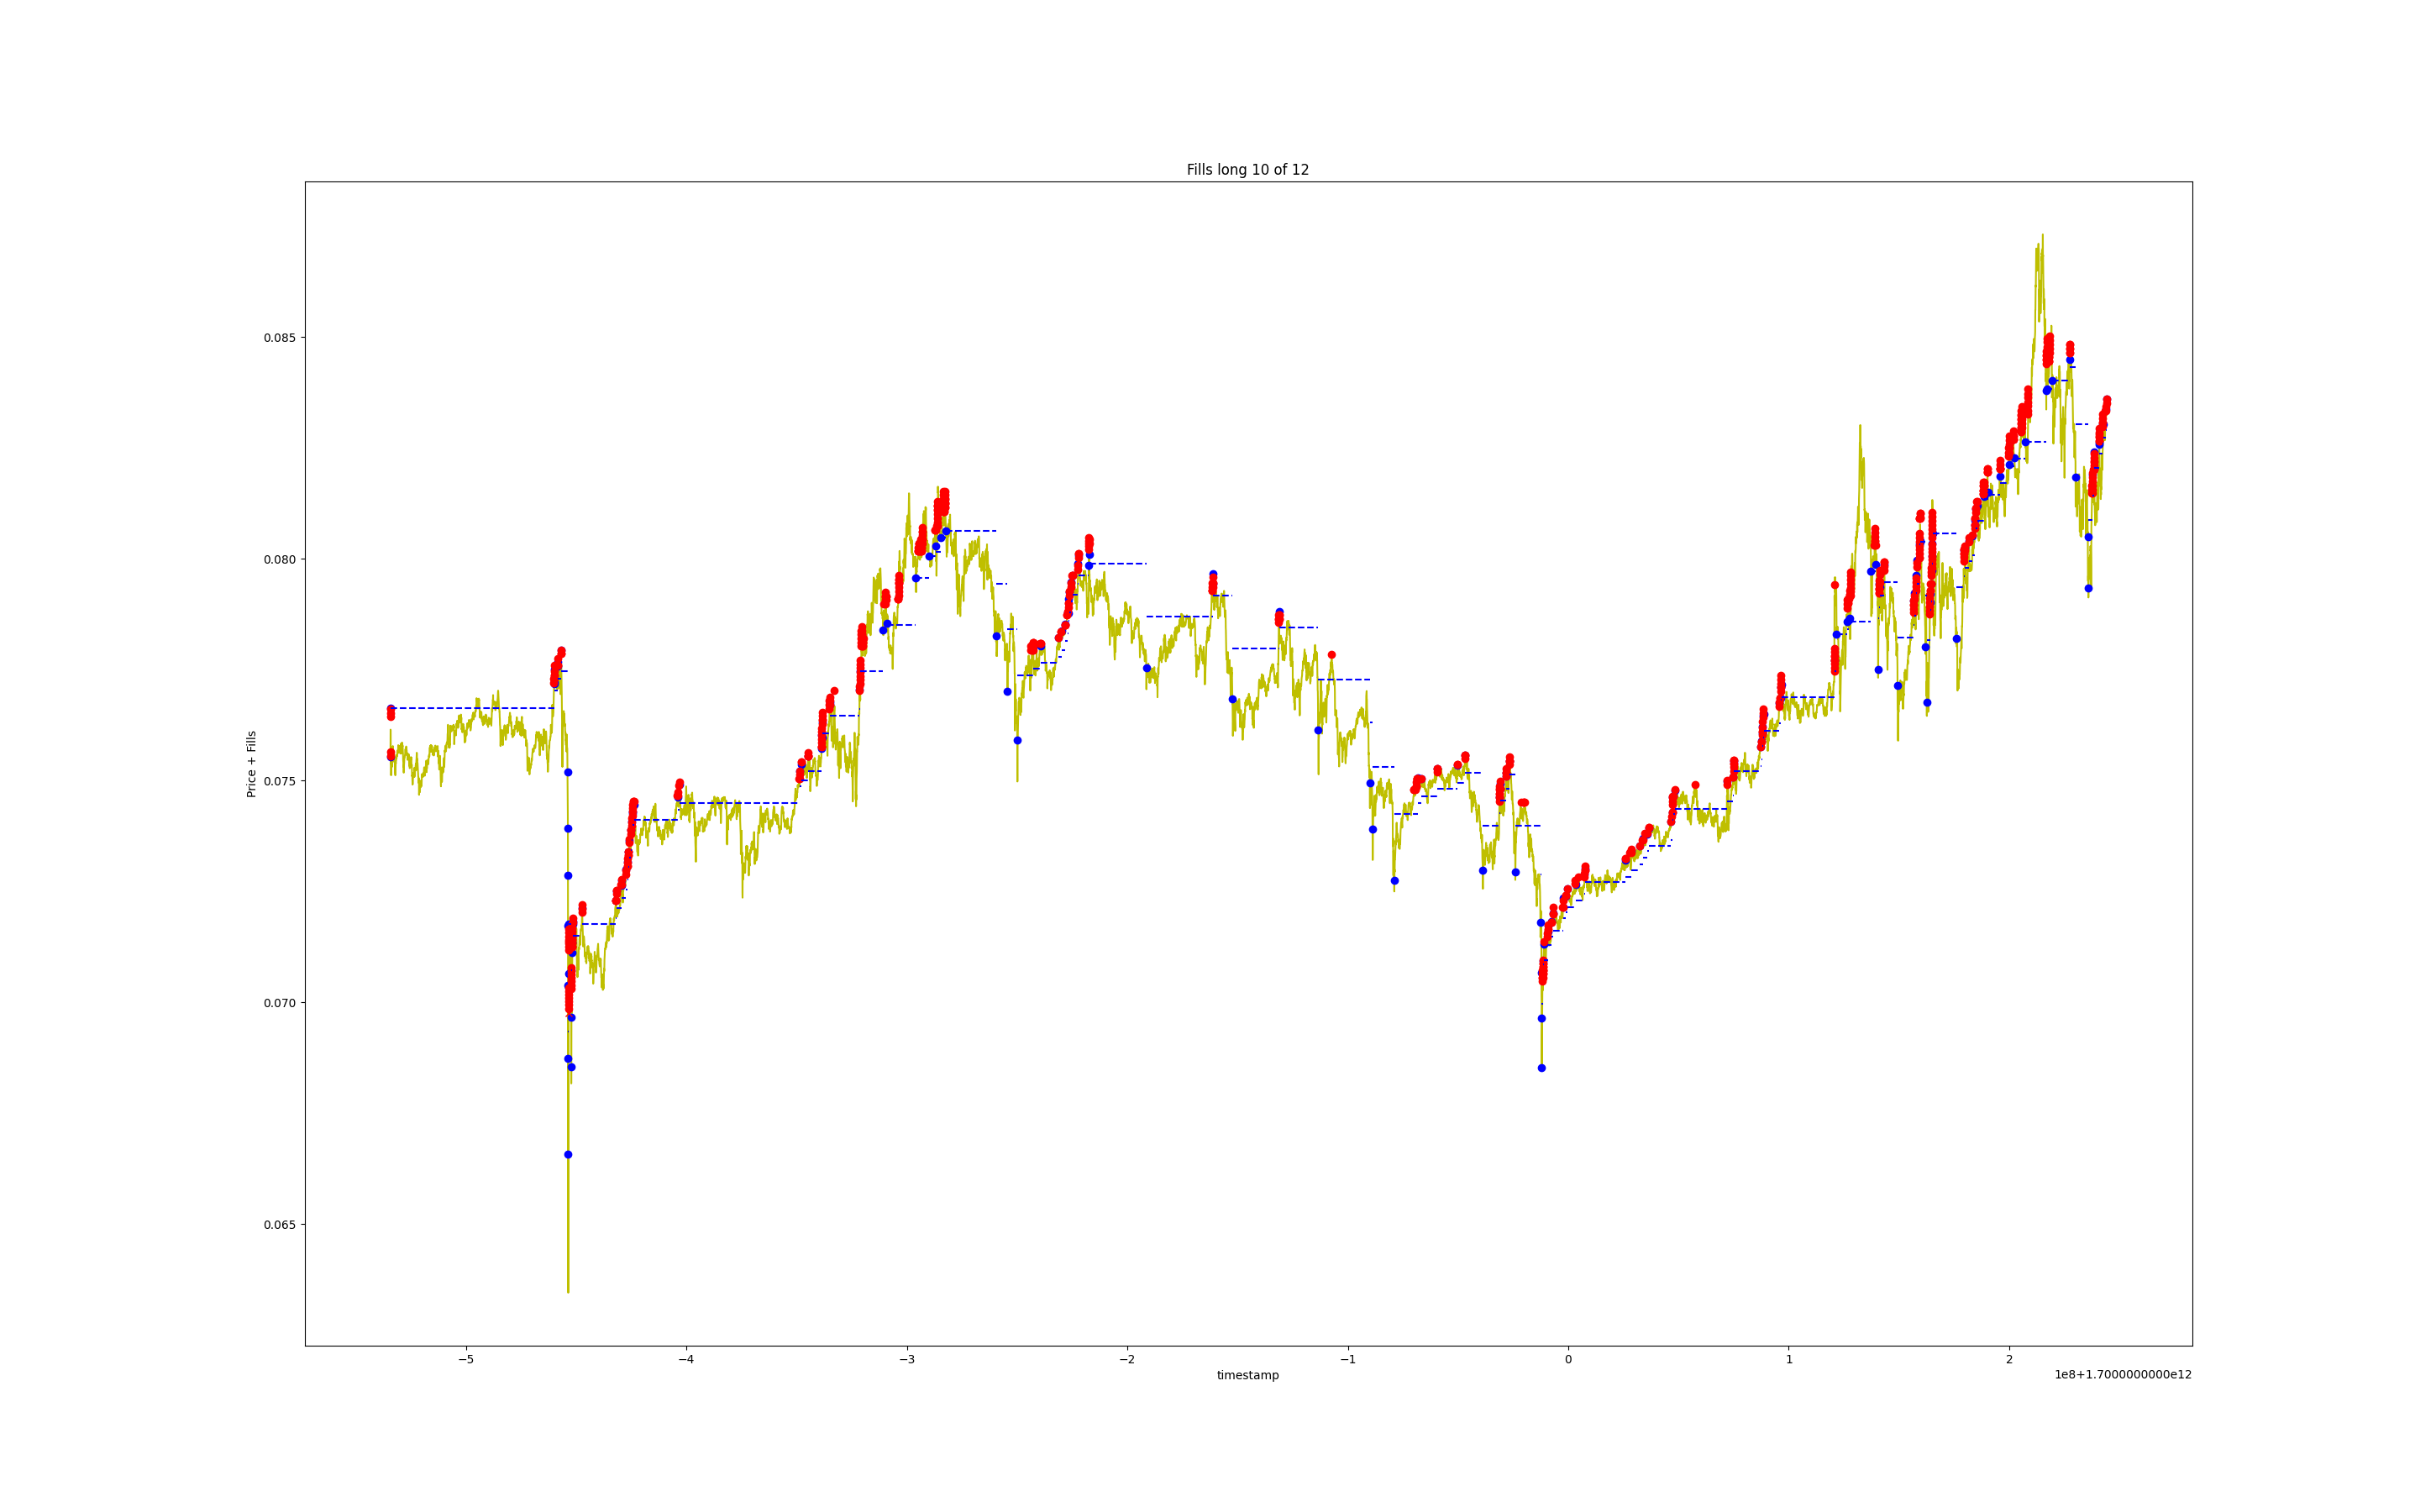 Fills long 10 of 12
0.085
0.080
0.075
0.070
0.065
Price + Fills
−5 −4 −3 −2 −1 0 1 2
timestamp
1e8+1.7000000000e12